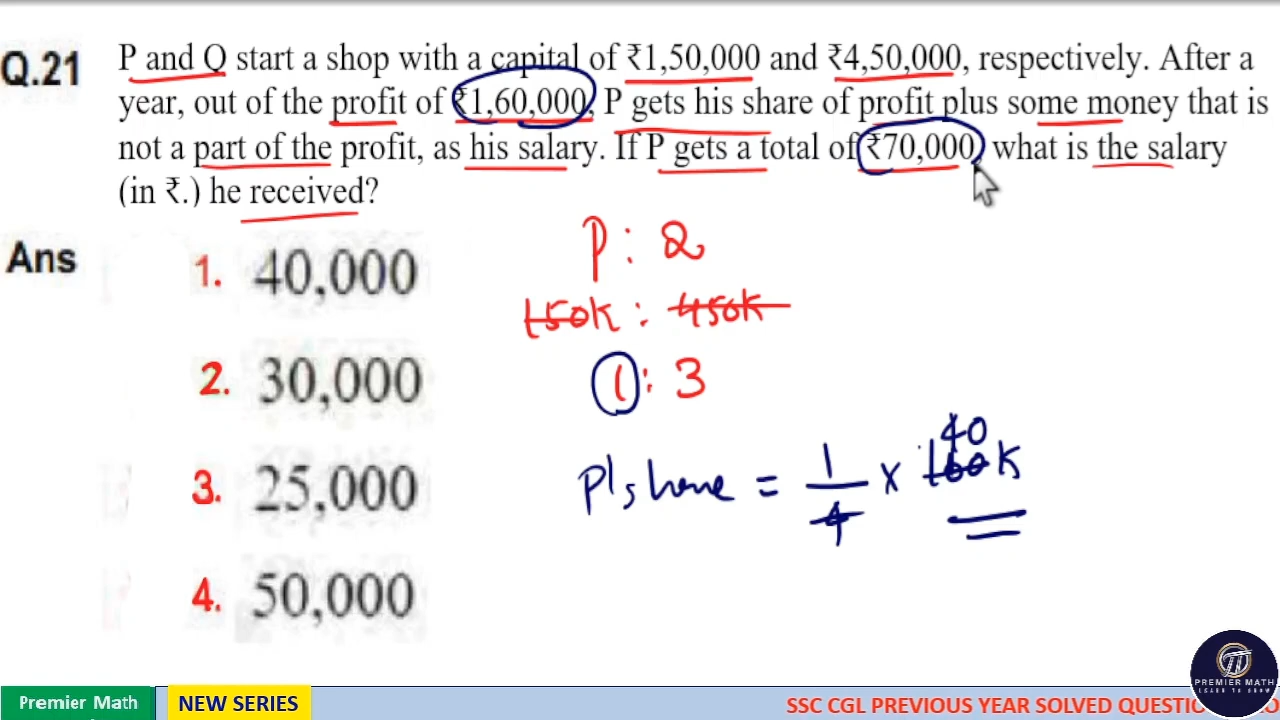 Q.21
P and Q start a shop with a capital of ₹1,50,000 and ₹4,50,000, respectively. After a
year, out of the profit of ₹1,60,000, P gets his share of profit plus some money that is
not a part of the profit, as his salary. If P gets a total of ₹70,000, what is the salary
(in ₹.) he received?
Ans
1. 40,000
2. 30,000
3. 25,000
4. 50,000
P : Q
150K : 450K
1 : 3
P's share = 1/4 × 160K
40
Premier Math
NEW SERIES
SSC CGL PREVIOUS YEAR SOLVED QUESTIO
PREMIER MATH
LEARN TO GROW